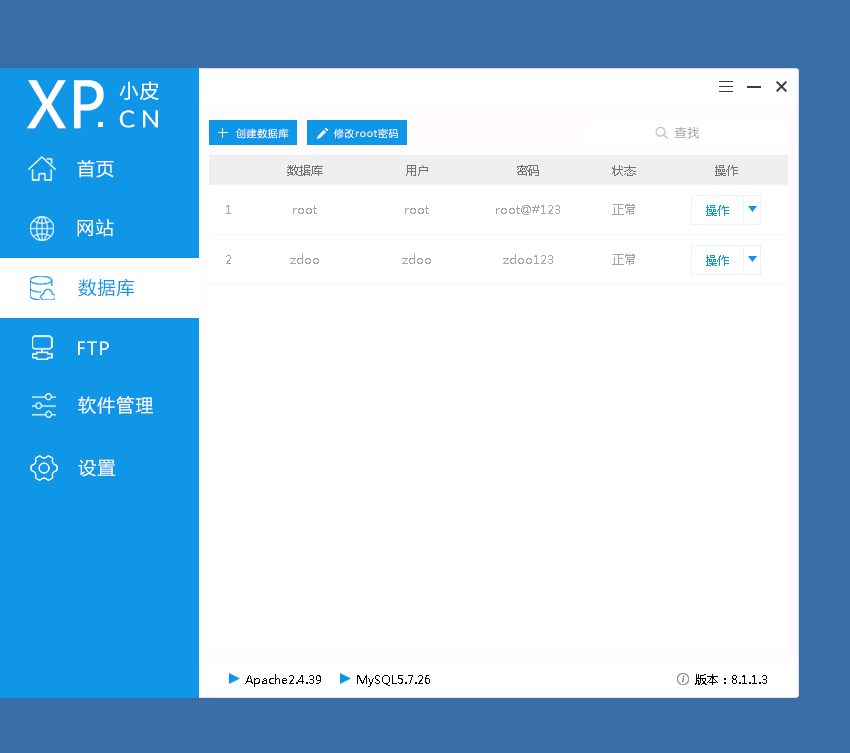 XP. 小皮
CN
首页
网站
数据库
FTP
软件管理
设置
创建数据库 修改root密码 查找
数据库 用户 密码 状态 操作
1 root root root@#123 正常 操作
2 zdoo zdoo zdoo123 正常 操作
Apache2.4.39 MySQL5.7.26 版本：8.1.1.3